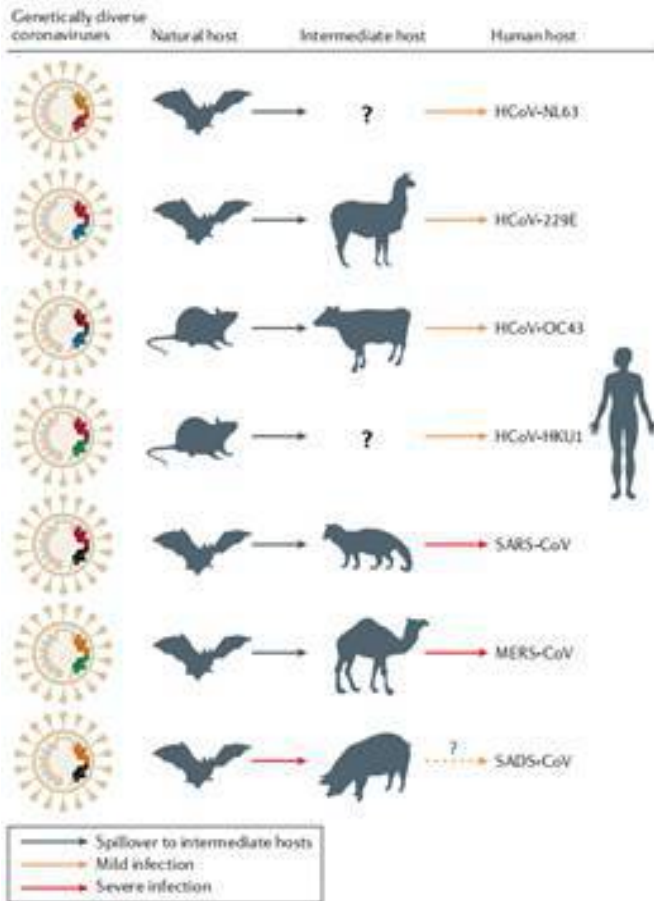 Genetically diverse
coronaviruses Natural host Intermediate host Human host
? HCoV-NL63
HCoV-229E
HCoV-OC43
? HCoV-HKU1
SARS-CoV
MERS-CoV
? SADS-CoV
Spillover to intermediate hosts
Mild infection
Severe infection